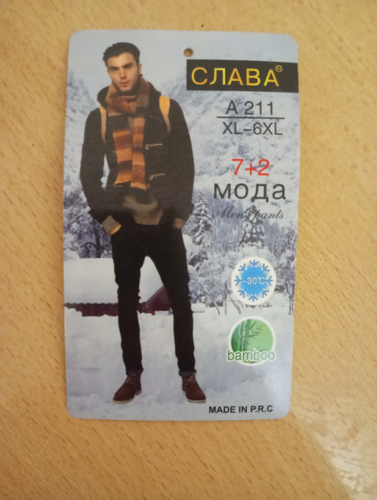 СЛАВА®
A 211
XL-6XL
7+2
мода
Men's pants
-30°C
bamboo
MADE IN P.R.C